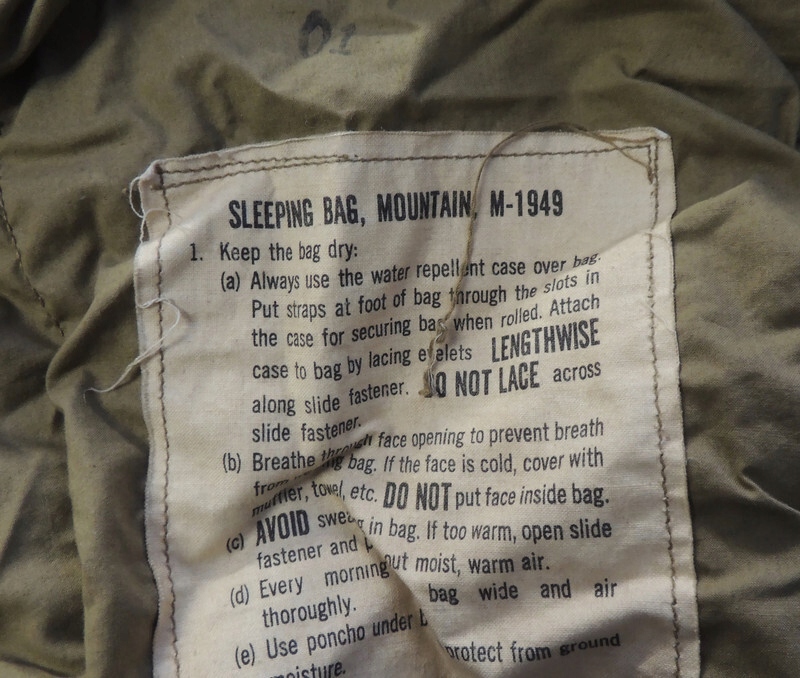 01
SLEEPING BAG, MOUNTAIN, M-1949
1. Keep the bag dry:
(a) Always use the water repellent case over bag.
Put straps at foot of bag through the slots in
the case for securing bag when rolled. Attach
case to bag by lacing eyelets LENGTHWISE
along slide fastener. DO NOT LACE across
slide fastener.
(b) Breathe through face opening to prevent breath
from bag. If the face is cold, cover with
muffler, towel, etc. DO NOT put face inside bag.
(c) AVOID in bag. If too warm, open slide
fastener and out moist, warm air.
(d) Every morning bag wide and air
thoroughly.
(e) Use poncho under protect from ground
moisture.